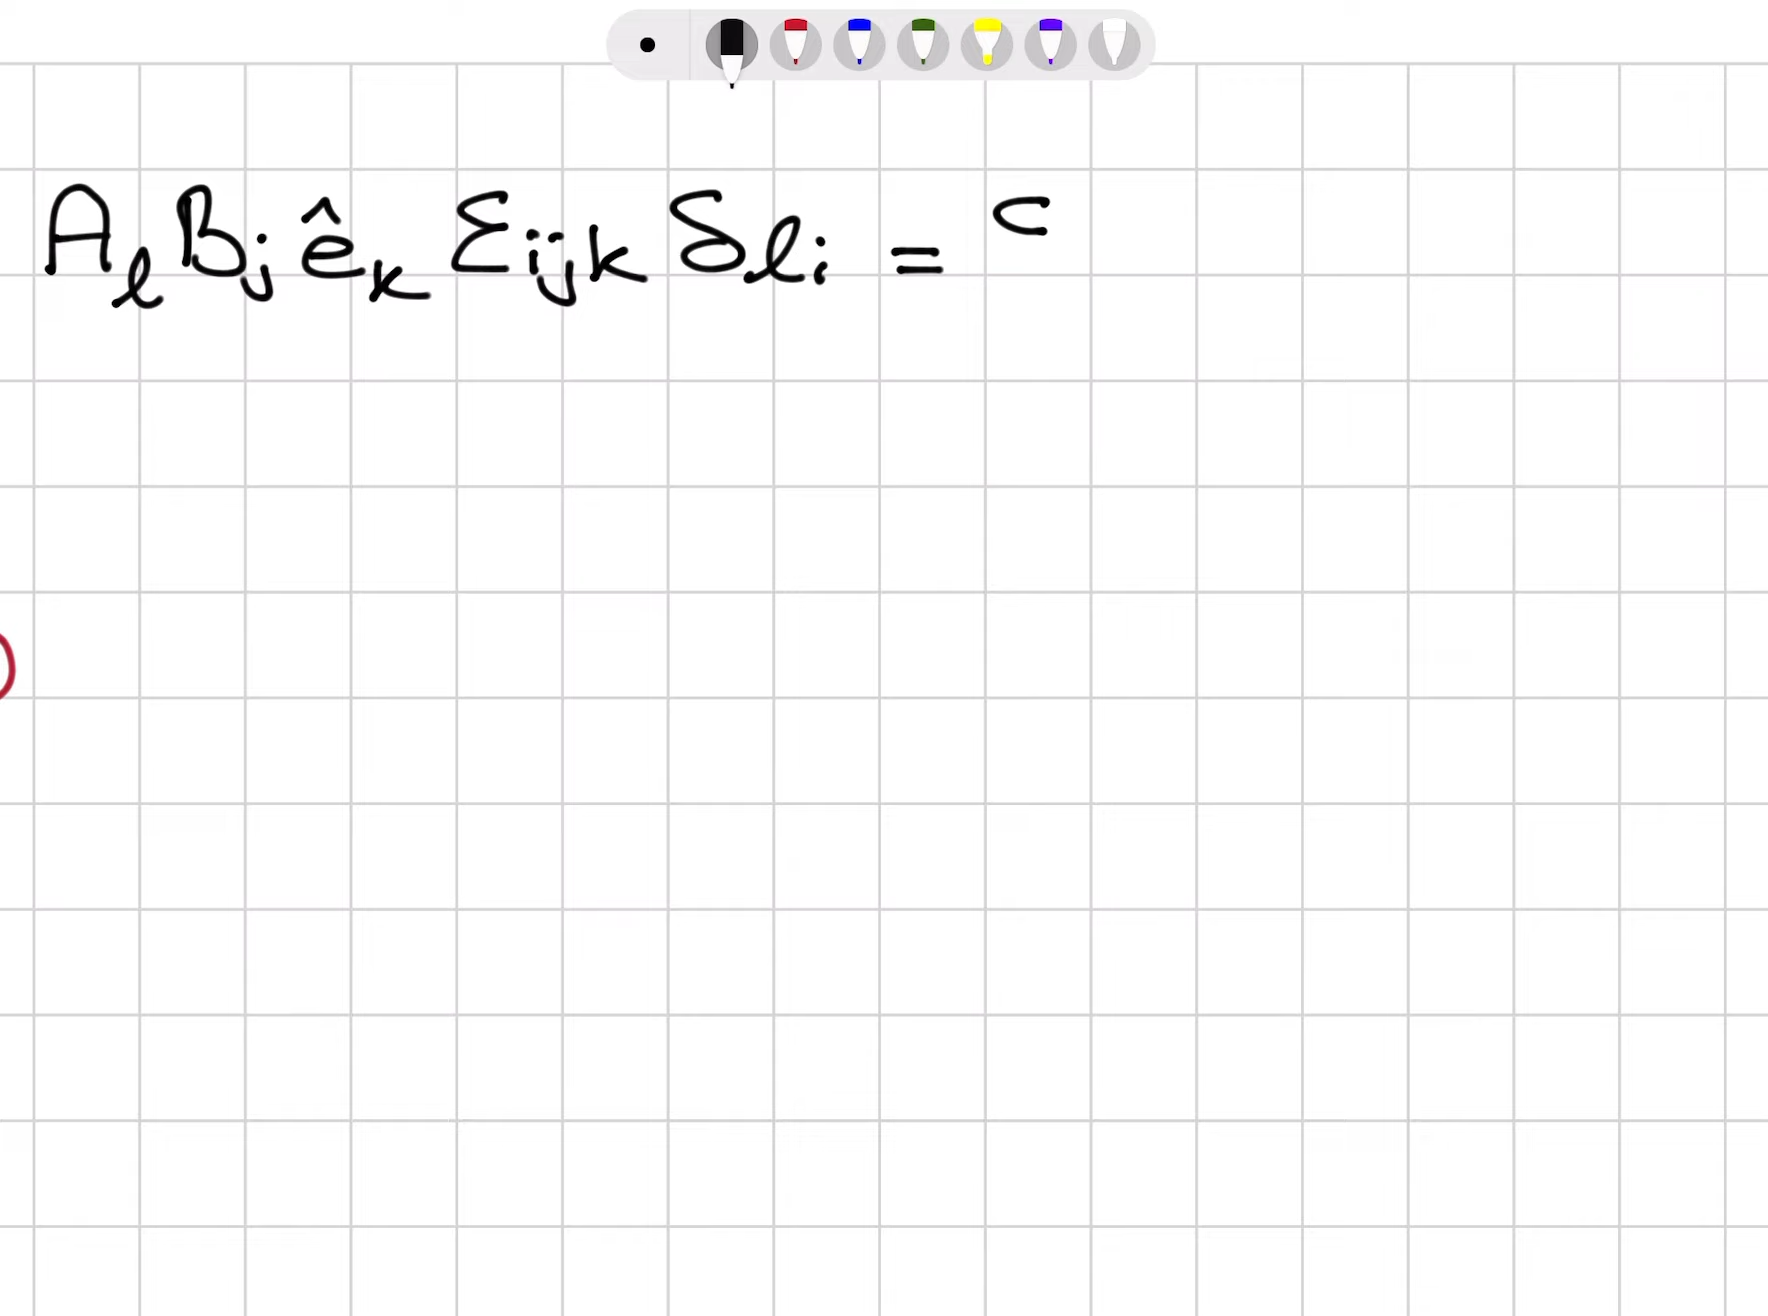 A_l B_j ê_k ε_ijk δ_li =